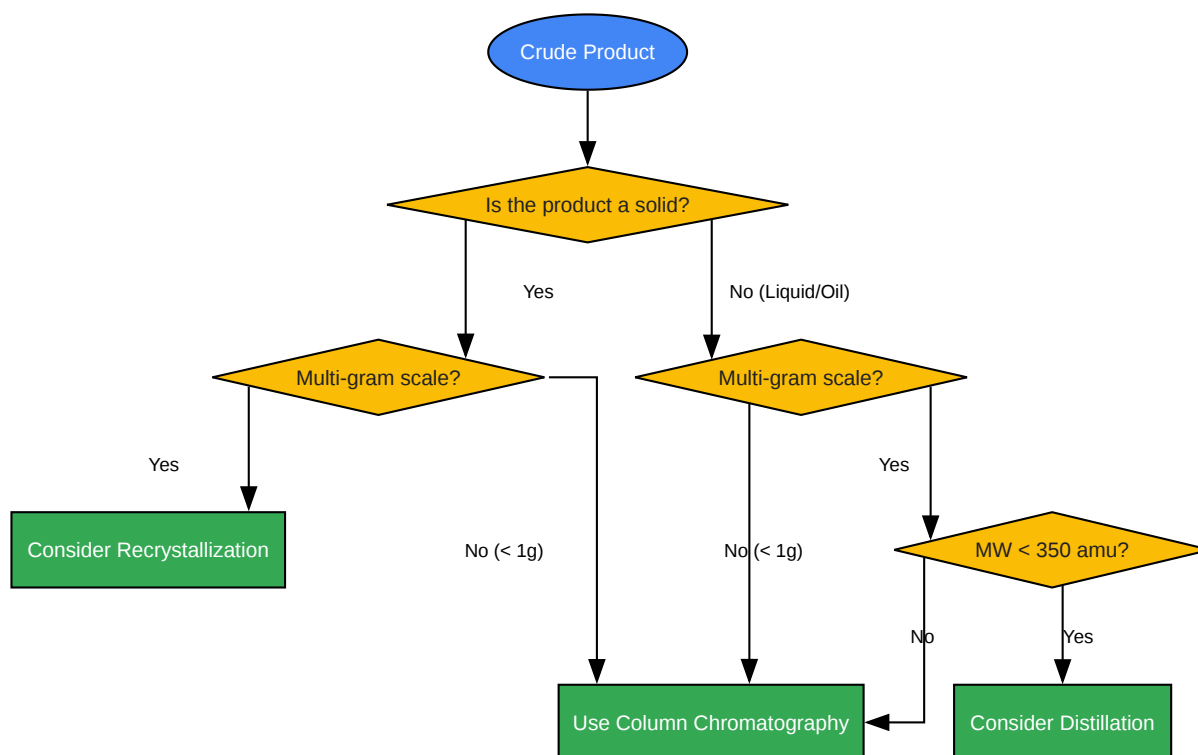 Crude Product
Is the product a solid?
Yes
No (Liquid/Oil)
Multi-gram scale?
Multi-gram scale?
Yes
Yes
Consider Recrystallization
No (< 1g)
No (< 1g)
MW < 350 amu?
No
Yes
Use Column Chromatography
Consider Distillation